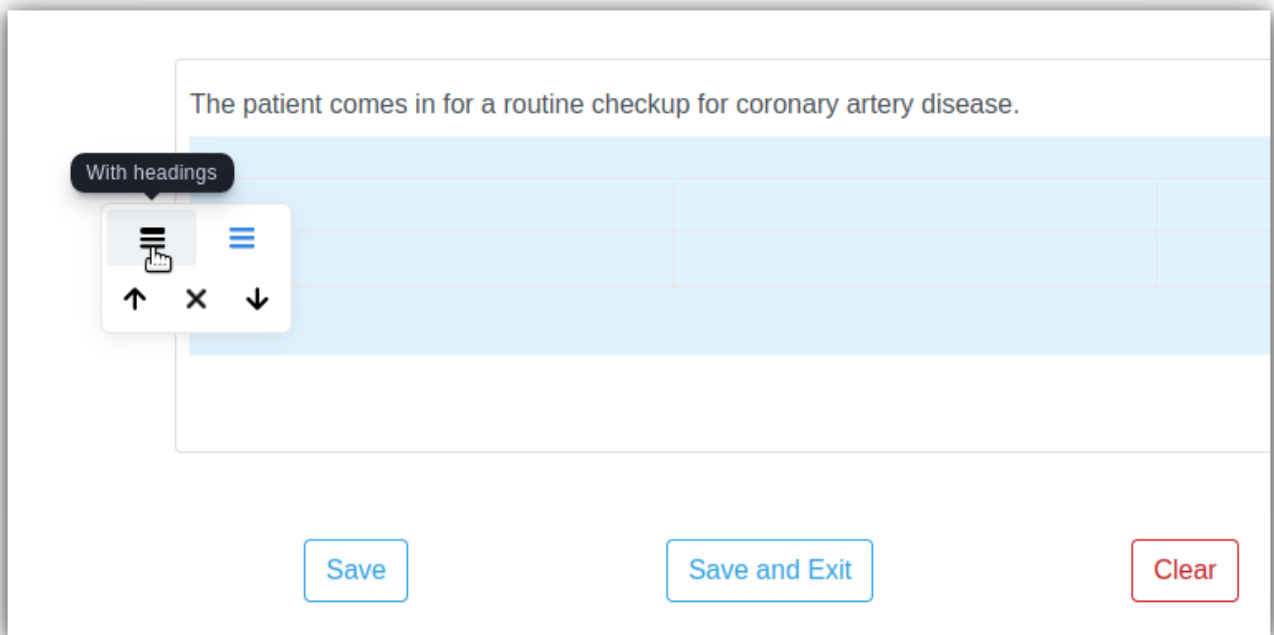 The patient comes in for a routine checkup for coronary artery disease.
With headings
Save
Save and Exit
Clear